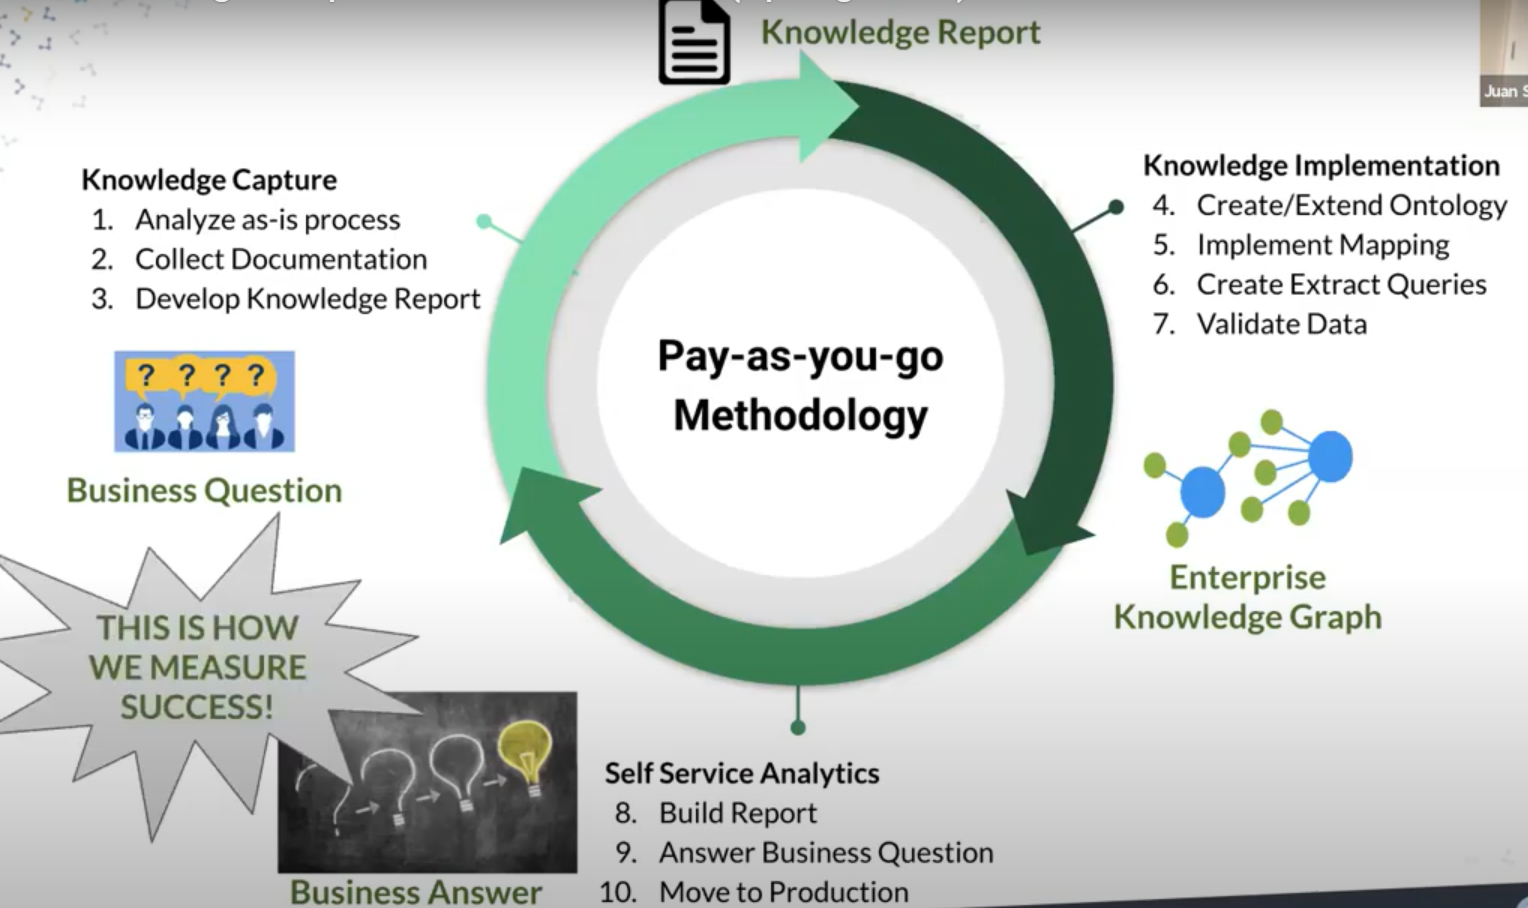 Knowledge Report
Juan S
Knowledge Capture
1. Analyze as-is process
2. Collect Documentation
3. Develop Knowledge Report
Knowledge Implementation
4. Create/Extend Ontology
5. Implement Mapping
6. Create Extract Queries
7. Validate Data
? ? ? ?
Business Question
Pay-as-you-go
Methodology
Enterprise
Knowledge Graph
THIS IS HOW
WE MEASURE
SUCCESS!
Business Answer
Self Service Analytics
8. Build Report
9. Answer Business Question
10. Move to Production